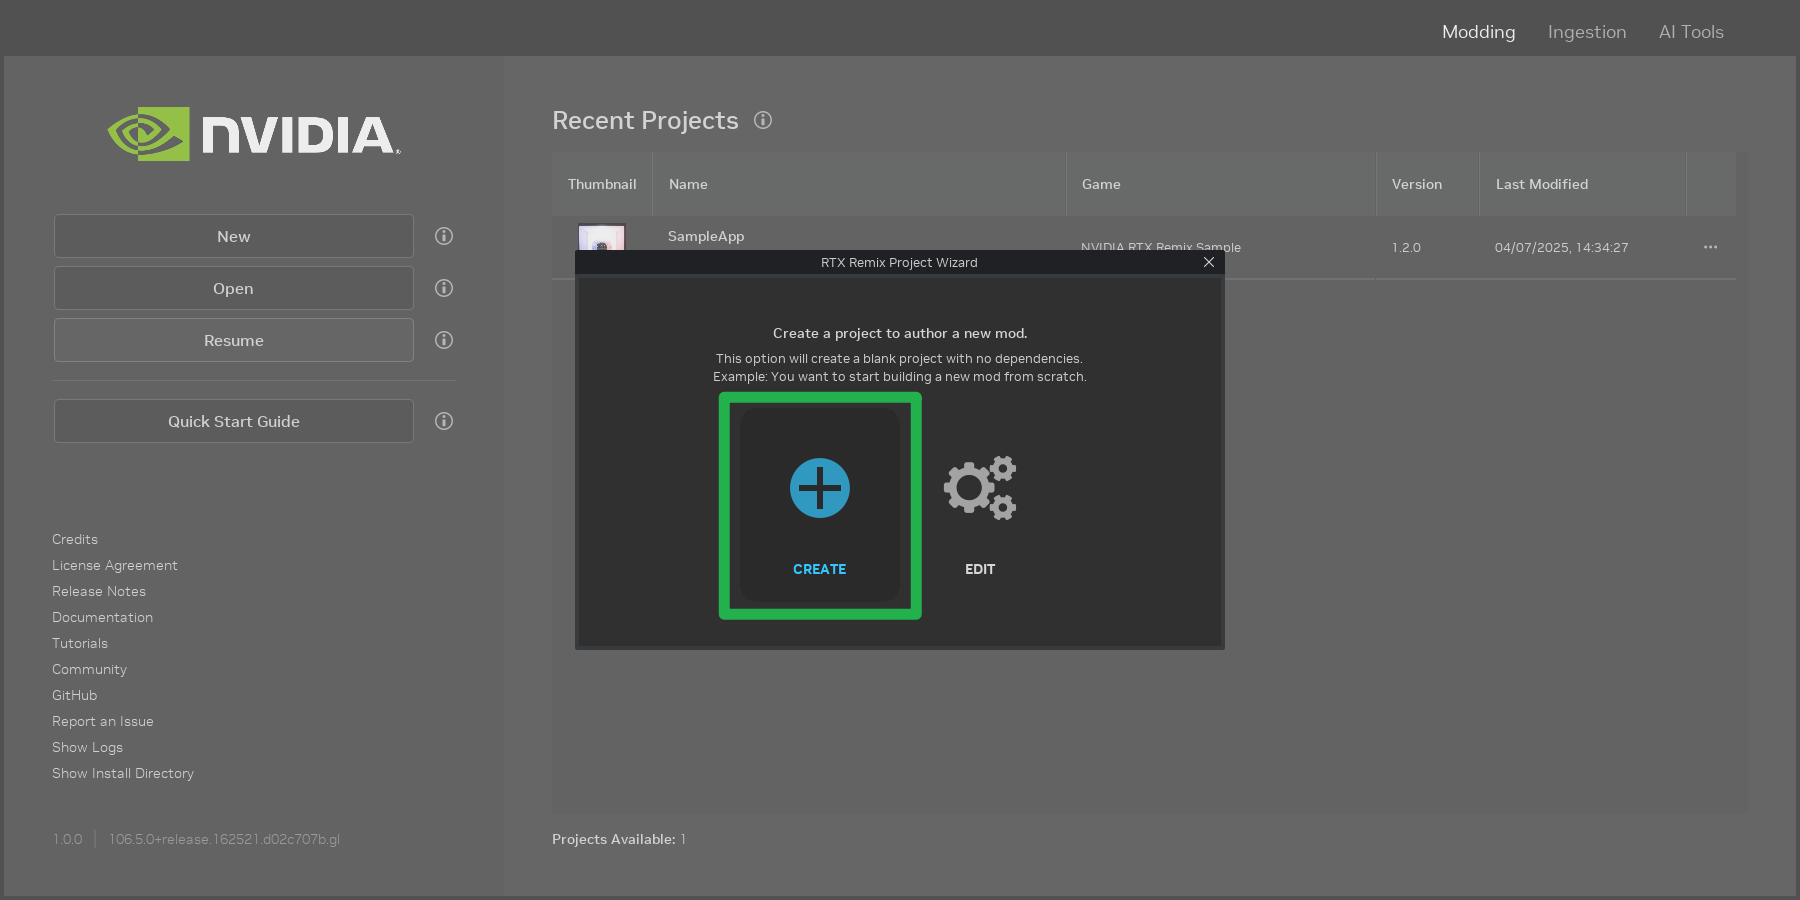 Modding Ingestion AI Tools
NVIDIA®
New
Open
Resume
Quick Start Guide
Credits
License Agreement
Release Notes
Documentation
Tutorials
Community
GitHub
Report an Issue
Show Logs
Show Install Directory
1.0.0 | 106.5.0+release.162521.d02c707b.gl
Recent Projects
Thumbnail Name Game Version Last Modified
SampleApp
NVIDIA RTX Remix Sample 1.2.0 04/07/2025, 14:34:27
RTX Remix Project Wizard
Create a project to author a new mod.
This option will create a blank project with no dependencies.
Example: You want to start building a new mod from scratch.
CREATE EDIT
Projects Available: 1